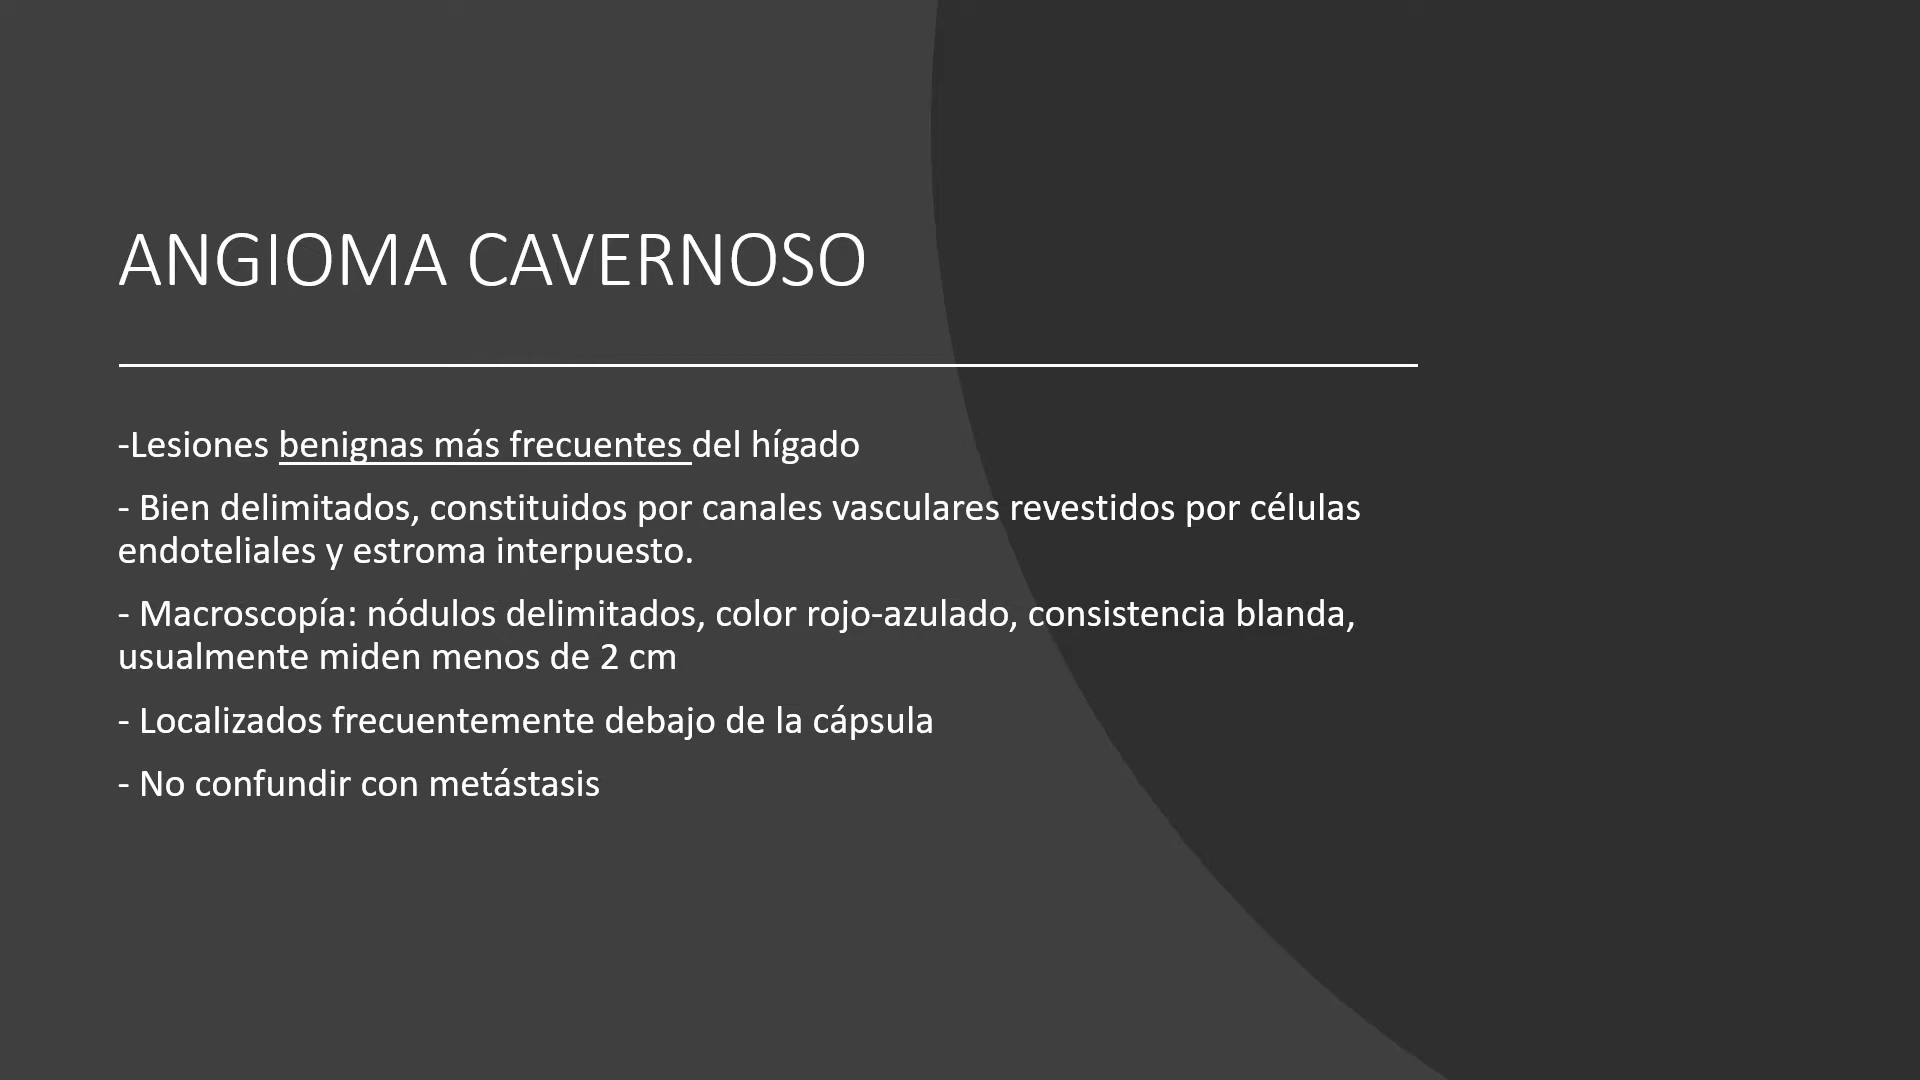 ANGIOMA CAVERNOSO
-Lesiones benignas más frecuentes del hígado
- Bien delimitados, constituidos por canales vasculares revestidos por células
endoteliales y estroma interpuesto.
- Macroscopía: nódulos delimitados, color rojo-azulado, consistencia blanda,
usualmente miden menos de 2 cm
- Localizados frecuentemente debajo de la cápsula
- No confundir con metástasis